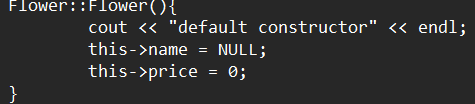 Flower::Flower(){
        cout << "default constructor" << endl;
        this->name = NULL;
        this->price = 0;
}